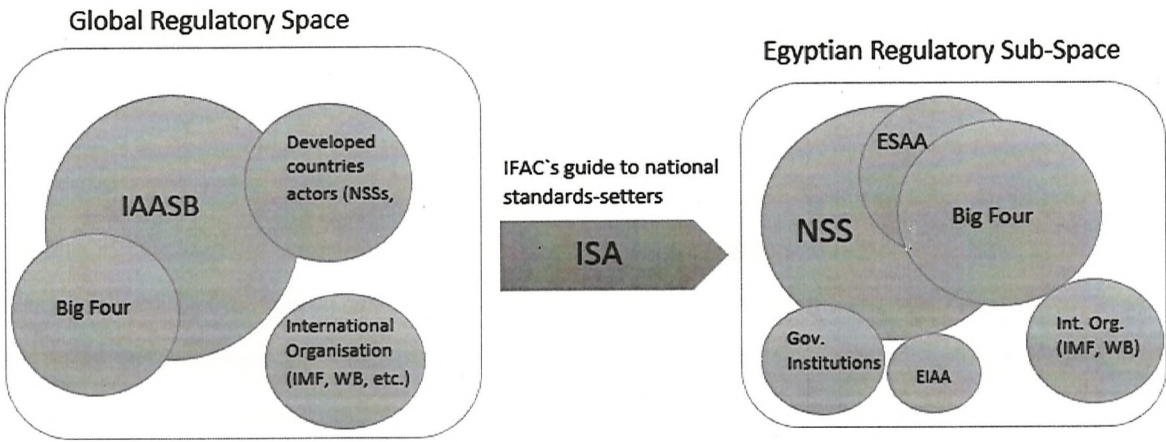 Global Regulatory Space
IAASB
Developed
countries
actors (NSSs,
Big Four
International
Organisation
(IMF, WB, etc.)
IFAC`s guide to national
standards-setters
ISA
Egyptian Regulatory Sub-Space
ESAA
NSS
Big Four
Gov.
Institutions
EIAA
Int. Org.
(IMF, WB)